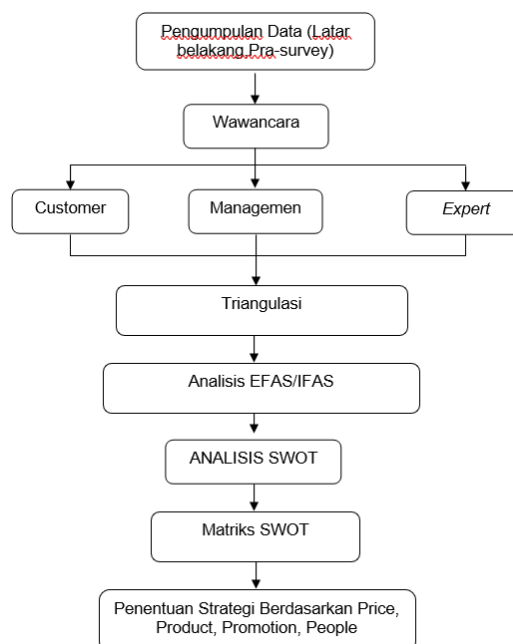 Pengumpulan Data (Latar
belakang,Pra-survey)
Wawancara
Customer
Managemen
Expert
Triangulasi
Analisis EFAS/IFAS
ANALISIS SWOT
Matriks SWOT
Penentuan Strategi Berdasarkan Price,
Product, Promotion, People